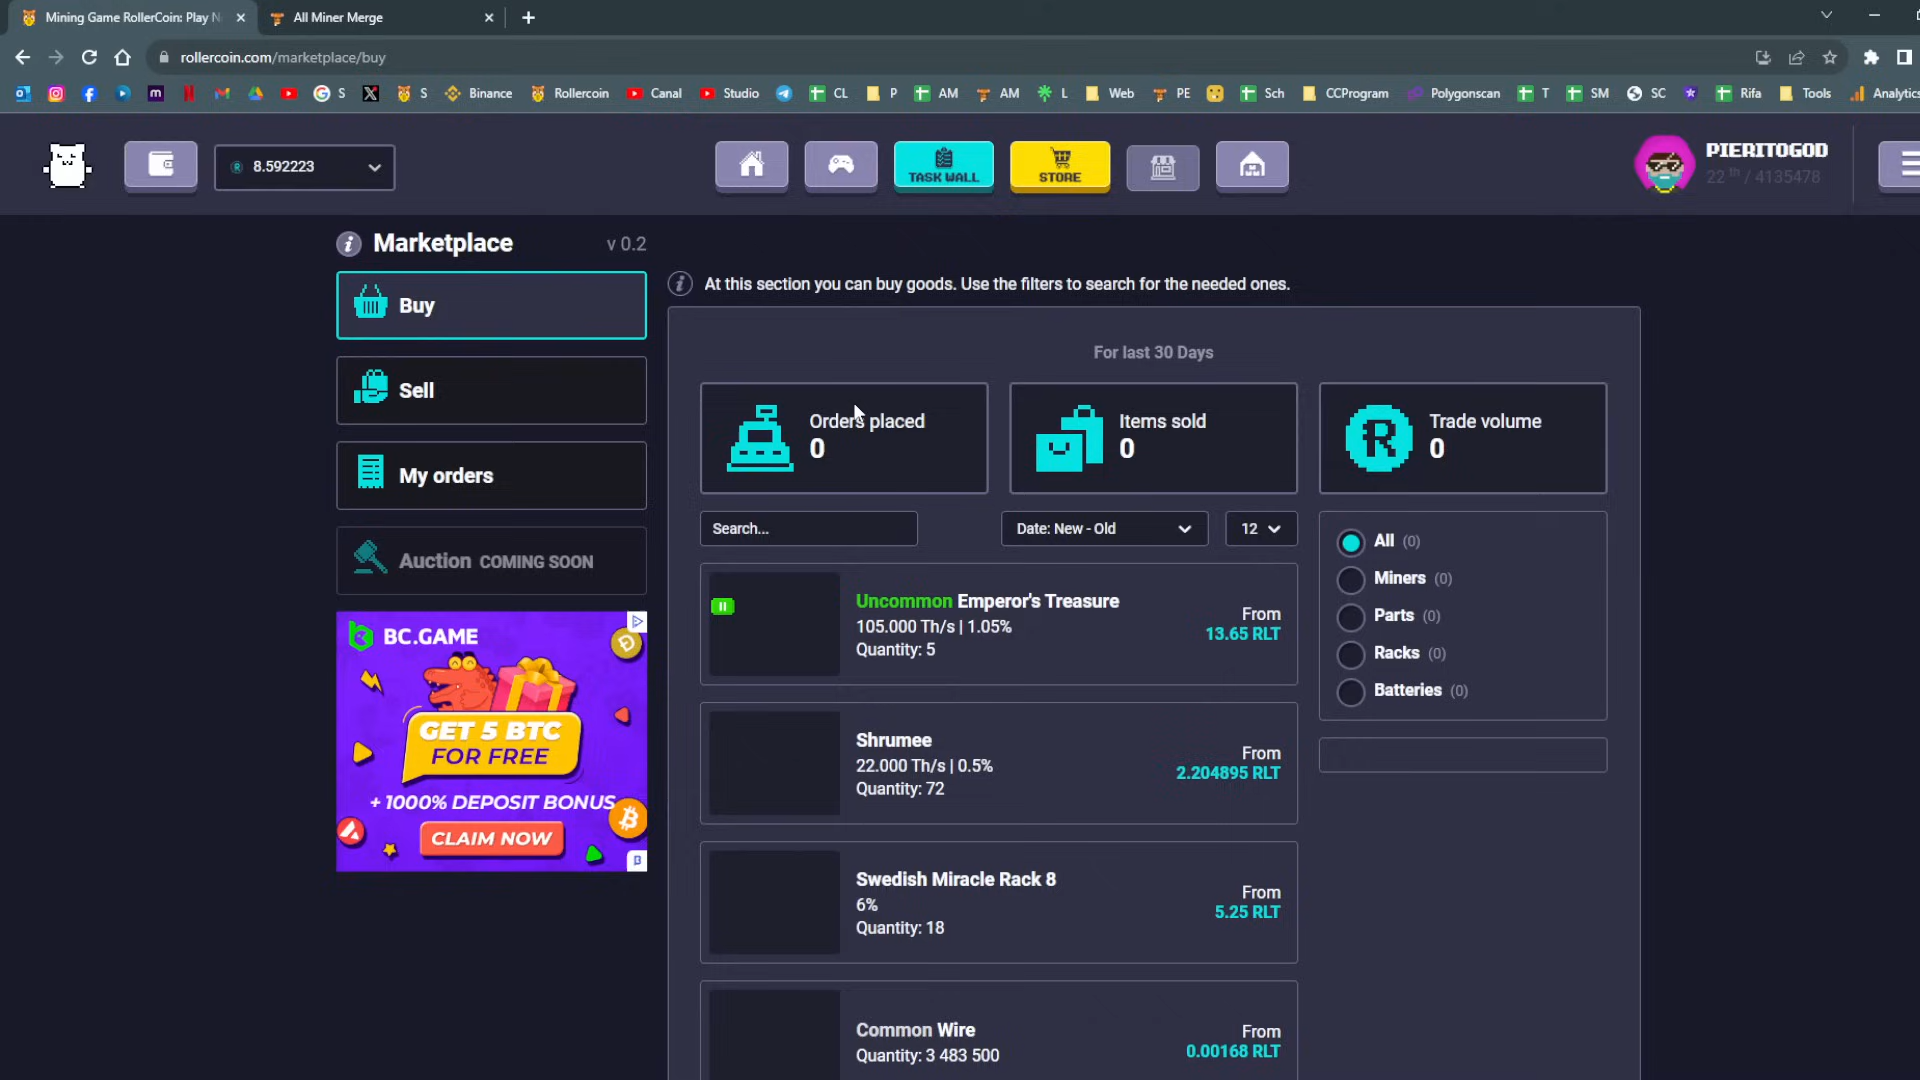 Mining Game RollerCoin: Play N
All Miner Merge
rollercoin.com/marketplace/buy
S
S
Binance
Rollercoin
Canal
Studio
CL
P
AM
AM
L
Web
PE
Sch
CCProgram
Polygonscan
T
SM
SC
Rifa
Tools
Analytics
8.592223
TASK WALL
STORE
PIERITOGOD
22 th / 4135478
Marketplace
v 0.2
Buy
Sell
My orders
Auction COMING SOON
BC.GAME
GET 5 BTC
FOR FREE
+ 1000% DEPOSIT BONUS
CLAIM NOW
At this section you can buy goods. Use the filters to search for the needed ones.
For last 30 Days
Orders placed
0
Items sold
0
Trade volume
0
Search...
Date: New - Old
12
Uncommon Emperor's Treasure
105.000 Th/s | 1.05%
Quantity: 5
From
13.65 RLT
Shrumee
22.000 Th/s | 0.5%
Quantity: 72
From
2.204895 RLT
Swedish Miracle Rack 8
6%
Quantity: 18
From
5.25 RLT
Common Wire
Quantity: 3 483 500
From
0.00168 RLT
All (0)
Miners (0)
Parts (0)
Racks (0)
Batteries (0)